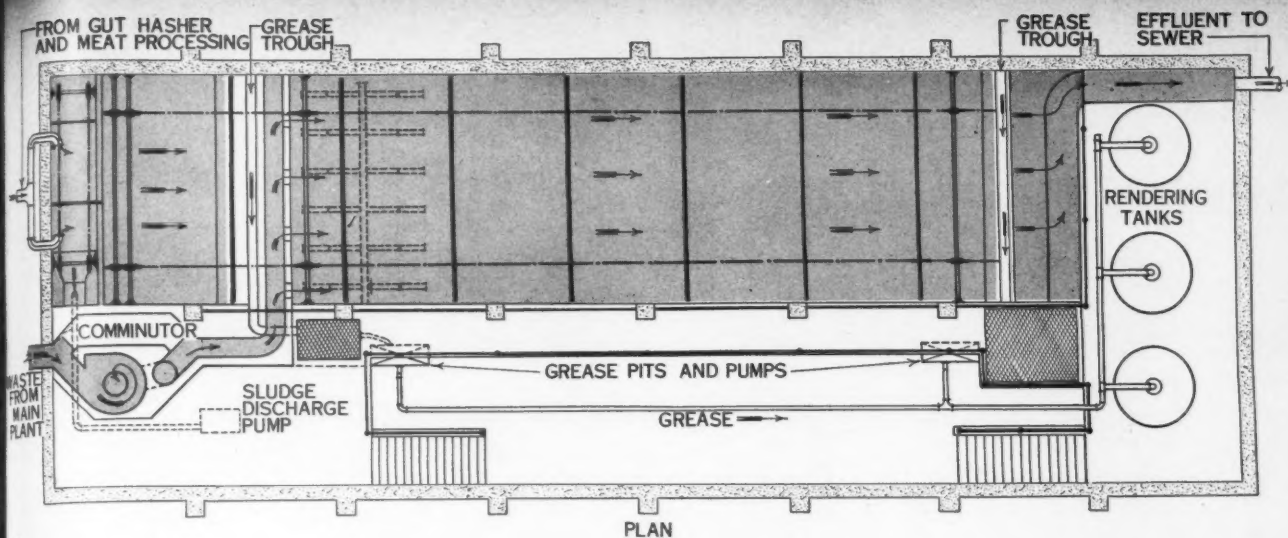 FROM GUT HASHER
AND MEAT PROCESSING
GREASE
TROUGH
GREASE
TROUGH
EFFLUENT TO
SEWER
RENDERING
TANKS
COMMINUTOR
WASTE
FROM
MAIN
PLANT
SLUDGE
DISCHARGE
PUMP
GREASE PITS AND PUMPS
GREASE
PLAN